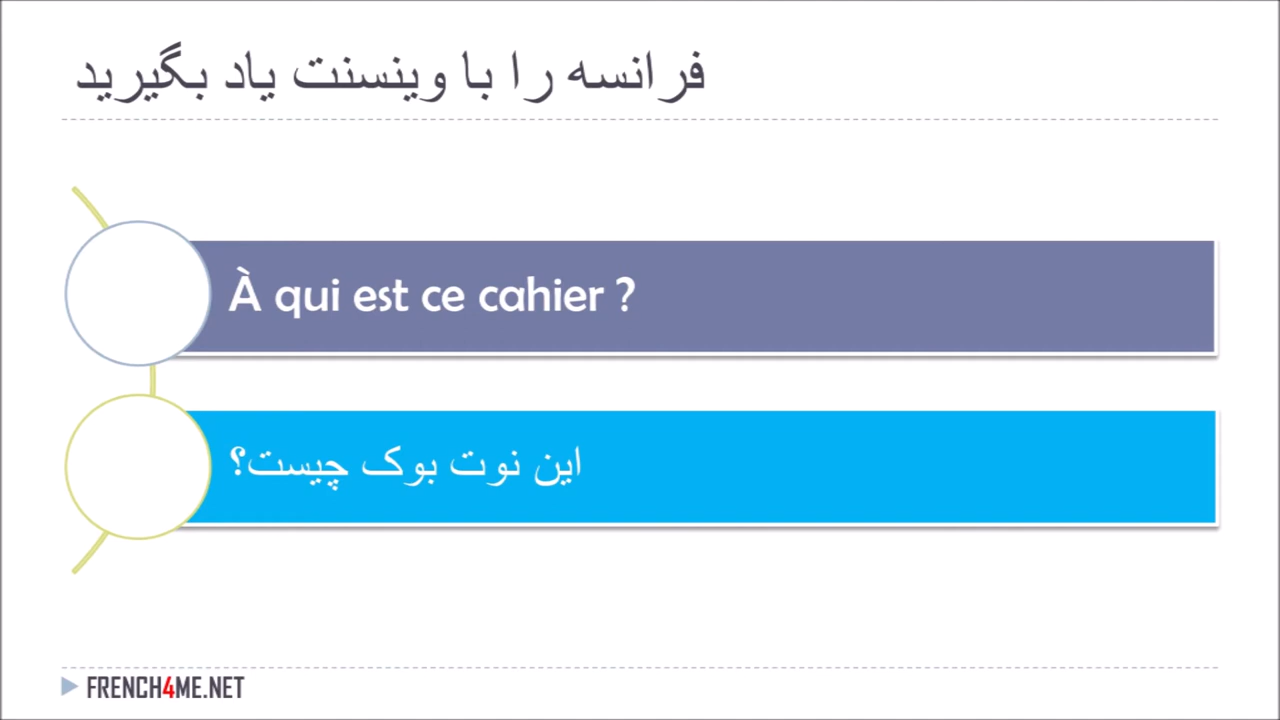 فرانسه را با وینسنت یاد بگیرید
À qui est ce cahier ?
این نوت بوک چیست؟
FRENCH4ME.NET